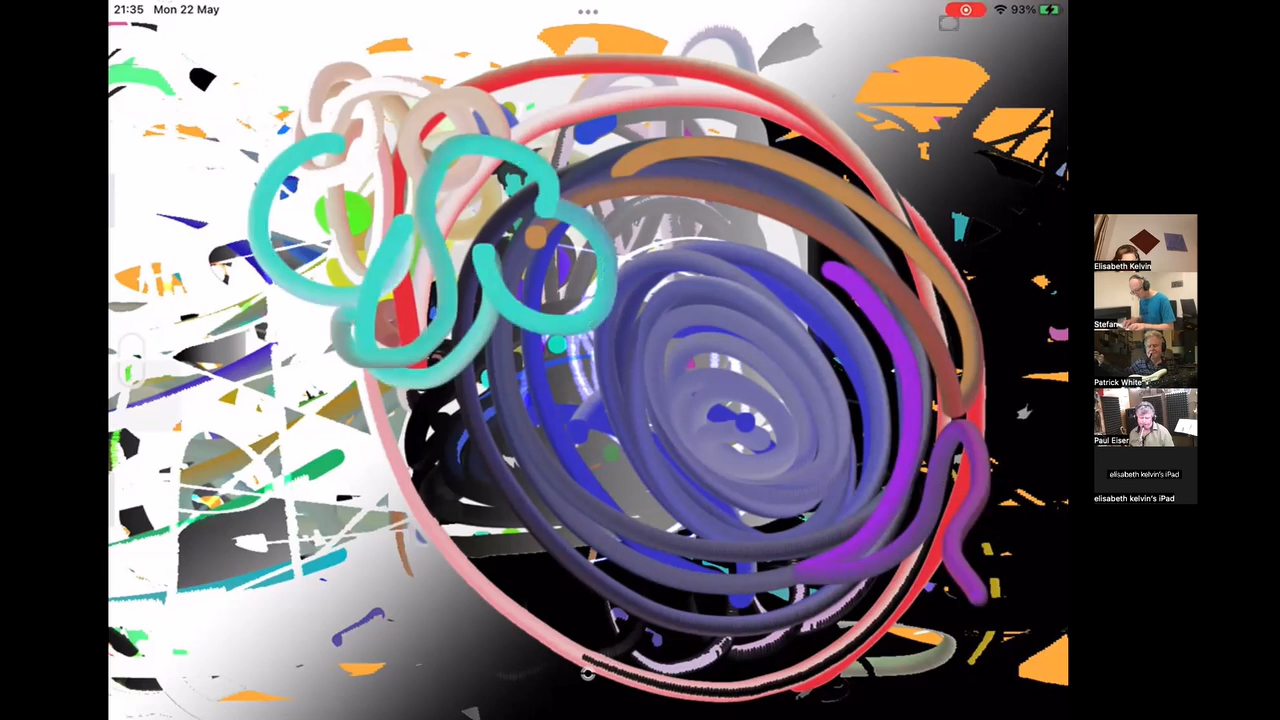 21:35 Mon 22 May
93%
Elisabeth Kelvin
Stefan
Patrick White
Paul Eiser
elisabeth kelvin's iPad
elisabeth kelvin's iPad